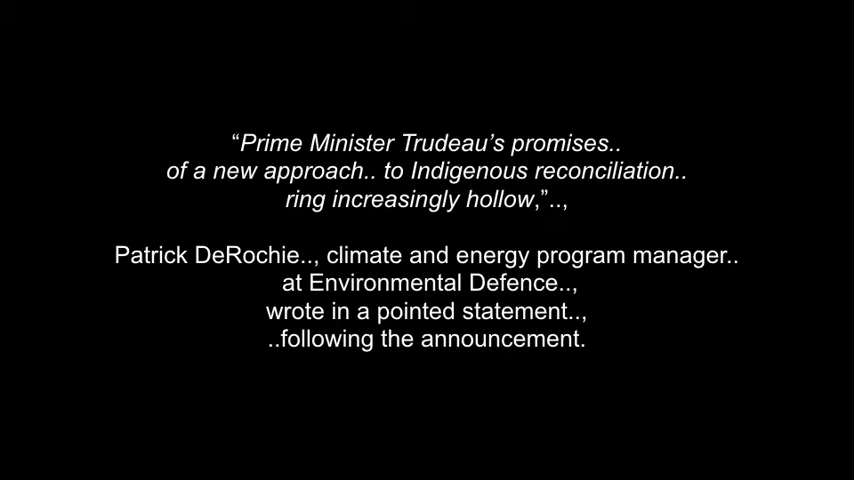 “Prime Minister Trudeau’s promises..
of a new approach.. to Indigenous reconciliation..
ring increasingly hollow,”..,
Patrick DeRochie.., climate and energy program manager..
at Environmental Defence..,
wrote in a pointed statement..,
..following the announcement.